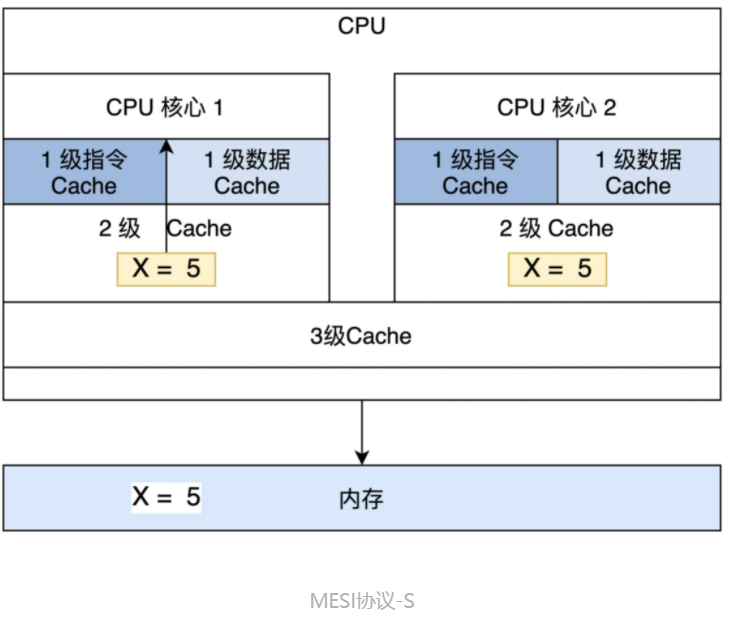 CPU
CPU 核心 1
CPU 核心 2
1 级指令
Cache
1 级数据
Cache
1 级指令
Cache
1 级数据
Cache
2 级 Cache
2 级 Cache
X = 5
X = 5
3级Cache
X = 5
内存
MESI协议-S